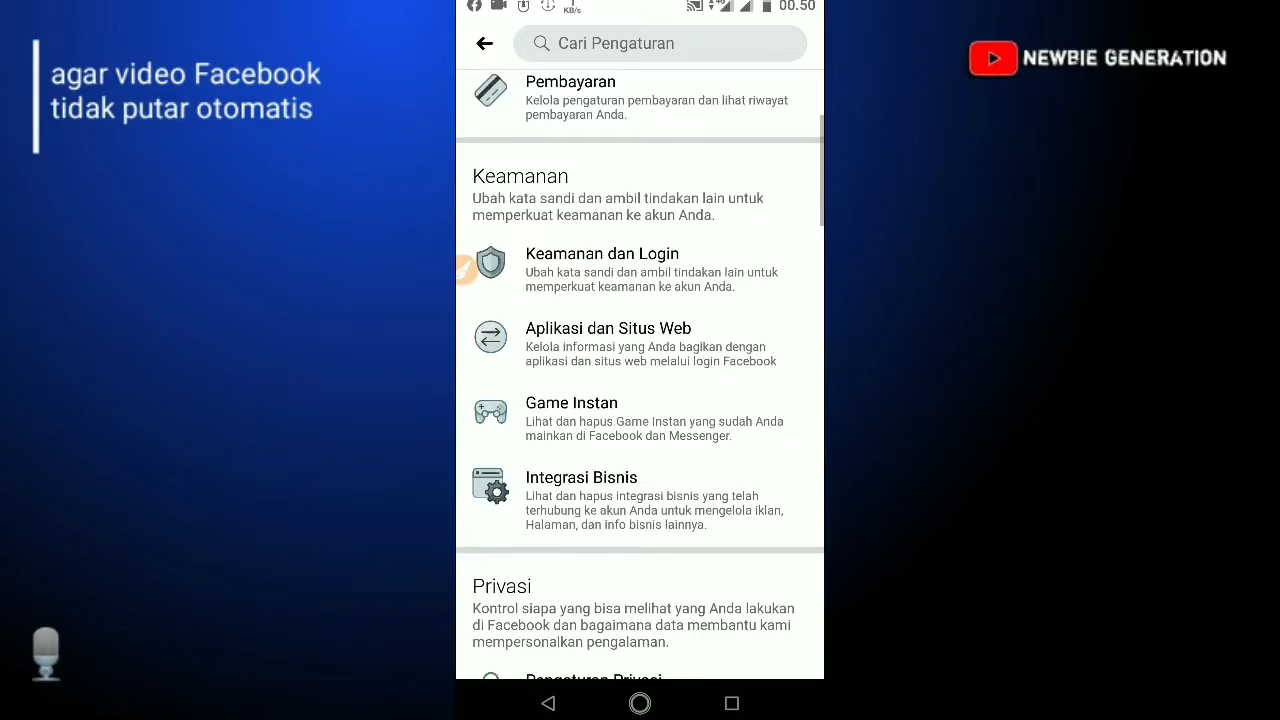 agar video Facebook
tidak putar otomatis
NEWBIE GENERATION
KB/s
00.50
Cari Pengaturan
Pembayaran
Kelola pengaturan pembayaran dan lihat riwayat
pembayaran Anda.
Keamanan
Ubah kata sandi dan ambil tindakan lain untuk
memperkuat keamanan ke akun Anda.
Keamanan dan Login
Ubah kata sandi dan ambil tindakan lain untuk
memperkuat keamanan ke akun Anda.
Aplikasi dan Situs Web
Kelola informasi yang Anda bagikan dengan
aplikasi dan situs web melalui login Facebook
Game Instan
Lihat dan hapus Game Instan yang sudah Anda
mainkan di Facebook dan Messenger.
Integrasi Bisnis
Lihat dan hapus integrasi bisnis yang telah
terhubung ke akun Anda untuk mengelola iklan,
Halaman, dan info bisnis lainnya.
Privasi
Kontrol siapa yang bisa melihat yang Anda lakukan
di Facebook dan bagaimana data membantu kami
mempersonalkan pengalaman.
Pengaturan Privasi